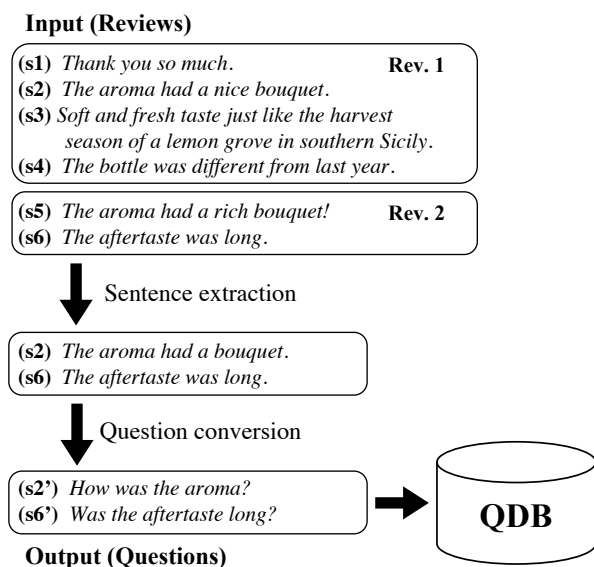 Input (Reviews)
(s1) Thank you so much. Rev. 1
(s2) The aroma had a nice bouquet.
(s3) Soft and fresh taste just like the harvest
season of a lemon grove in southern Sicily.
(s4) The bottle was different from last year.
(s5) The aroma had a rich bouquet! Rev. 2
(s6) The aftertaste was long.
Sentence extraction
(s2) The aroma had a bouquet.
(s6) The aftertaste was long.
Question conversion
(s2’) How was the aroma?
(s6’) Was the aftertaste long?
QDB
Output (Questions)